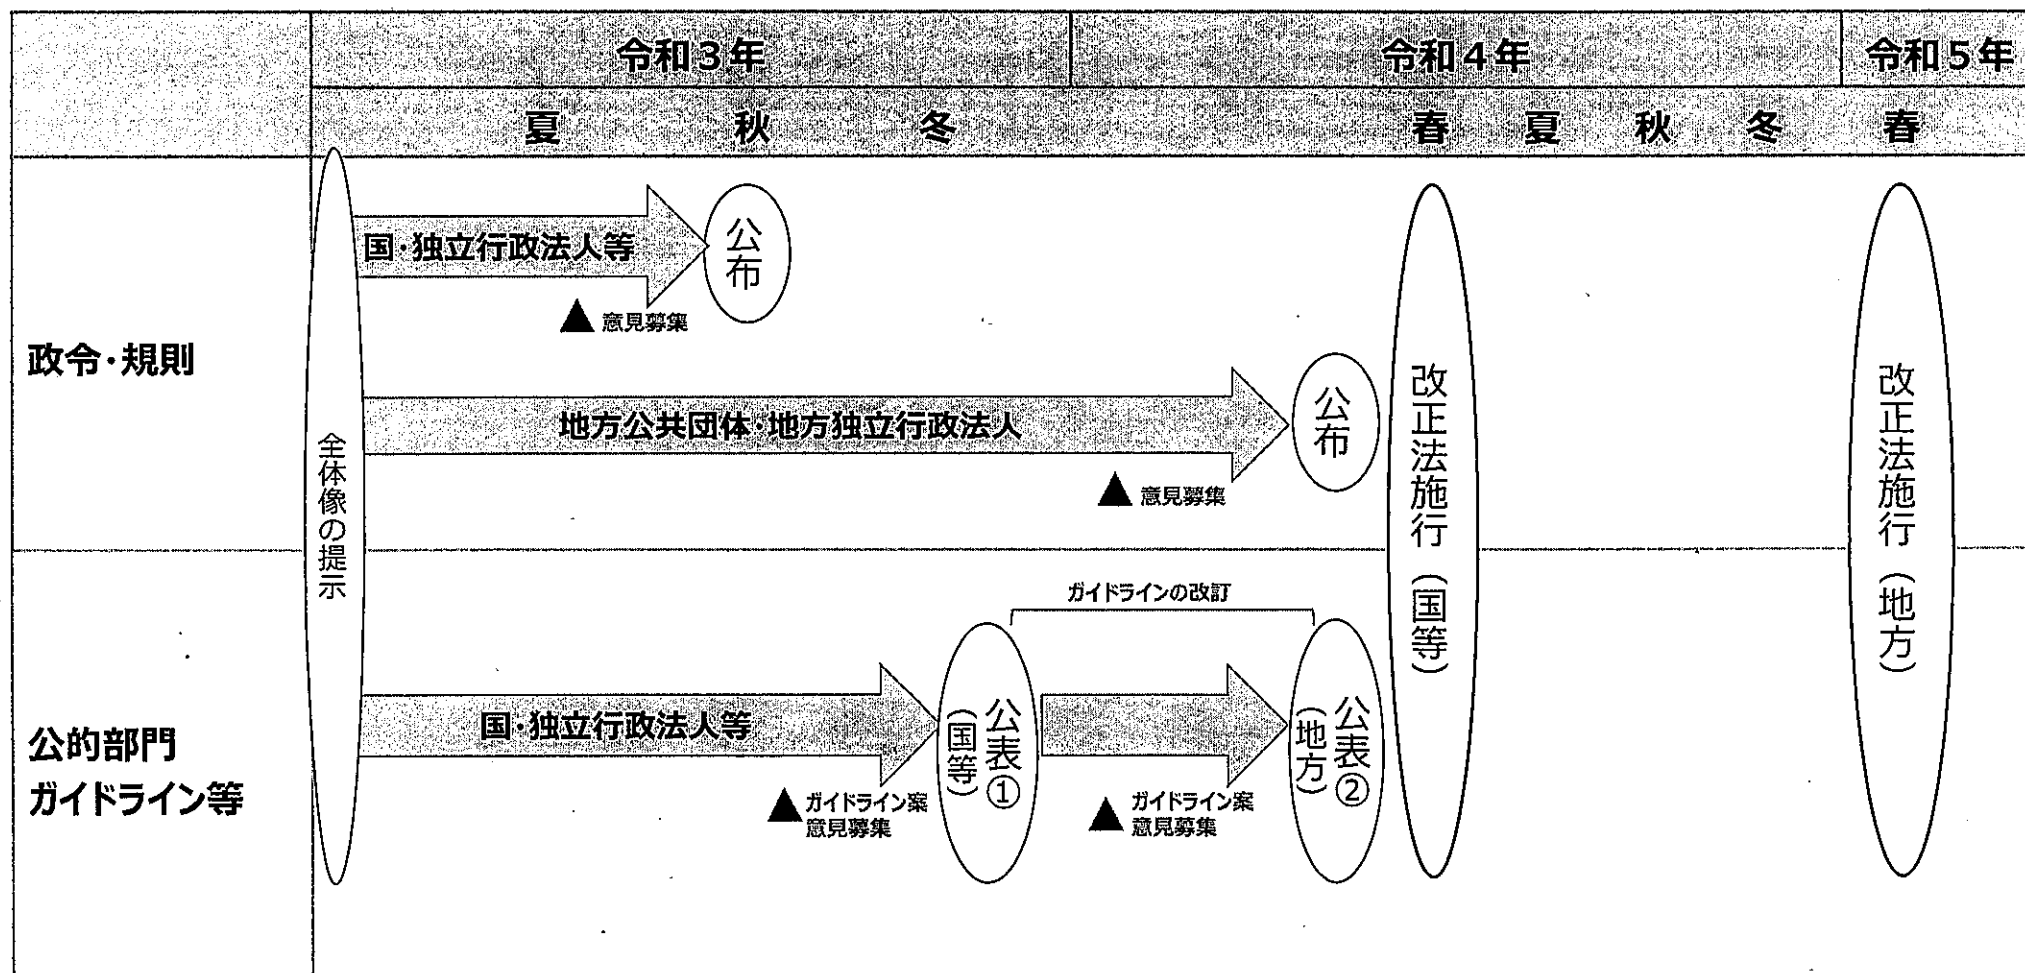 令和3年 令和4年 令和5年
夏 秋 冬 春 夏 秋 冬 春
政令・規則
全体像の提示
国・独立行政法人等
公布
▲ 意見募集
地方公共団体・地方独立行政法人
公布
▲ 意見募集
改正法施行（国等）
改正法施行（地方）
公的部門
ガイドライン等
ガイドラインの改訂
国・独立行政法人等
公表①
（国等）
公表②
（地方）
▲ ガイドライン案
意見募集
▲ ガイドライン案
意見募集